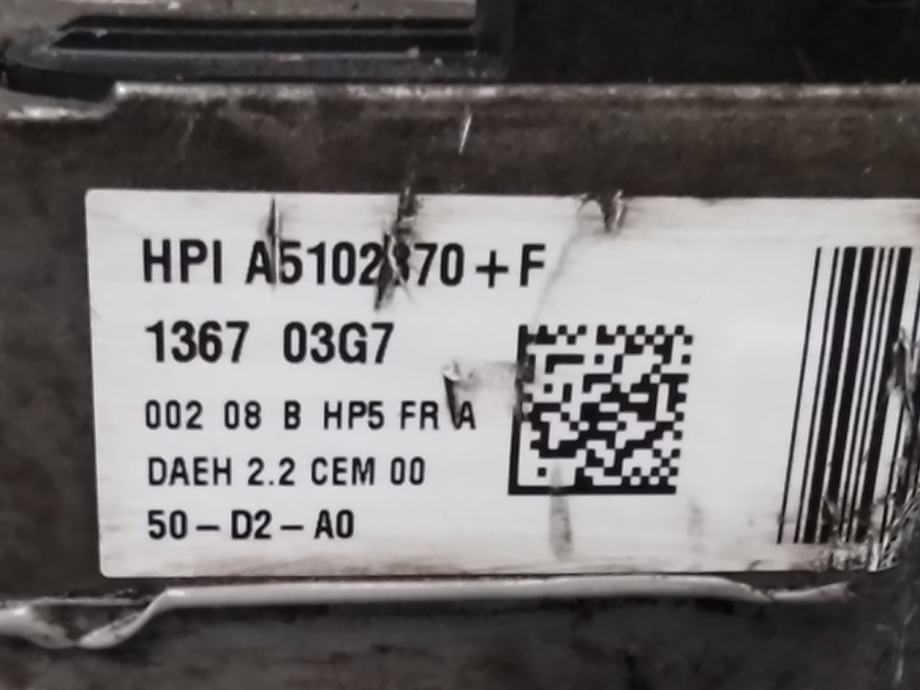 HPI +F
1367 03G7
002 08 B HP5 FR A
DAEH 2.2 CEM 00
50-D2-A0